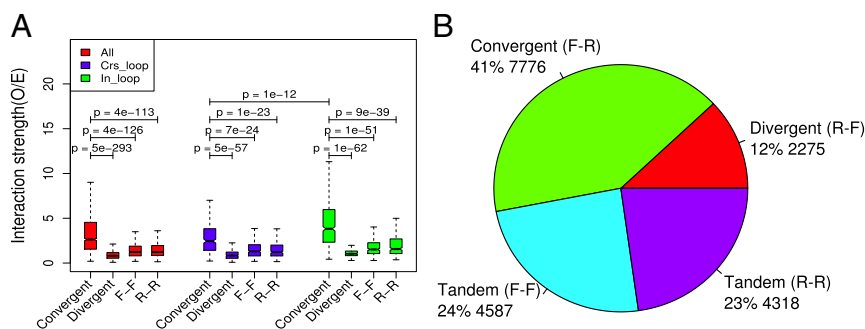 A
Interaction strength(O/E)
0
5
10
15
20
All
Crs_loop
In_loop
p = 1e−12
p = 4e−113
p = 4e−126
p = 5e−293
p = 1e−23
p = 7e−24
p = 5e−57
p = 9e−39
p = 1e−51
p = 1e−62
Convergent
Divergent
F−F
R−R
Convergent
Divergent
F−F
R−R
Convergent
Divergent
F−F
R−R
B
Convergent (F-R)
41% 7776
Divergent (R-F)
12% 2275
Tandem (F-F)
24% 4587
Tandem (R-R)
23% 4318